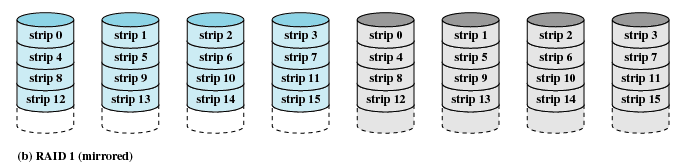 strip 0 strip 1 strip 2 strip 3 strip 0 strip 1 strip 2 strip 3
strip 4 strip 5 strip 6 strip 7 strip 4 strip 5 strip 6 strip 7
strip 8 strip 9 strip 10 strip 11 strip 8 strip 9 strip 10 strip 11
strip 12 strip 13 strip 14 strip 15 strip 12 strip 13 strip 14 strip 15
(b) RAID 1 (mirrored)